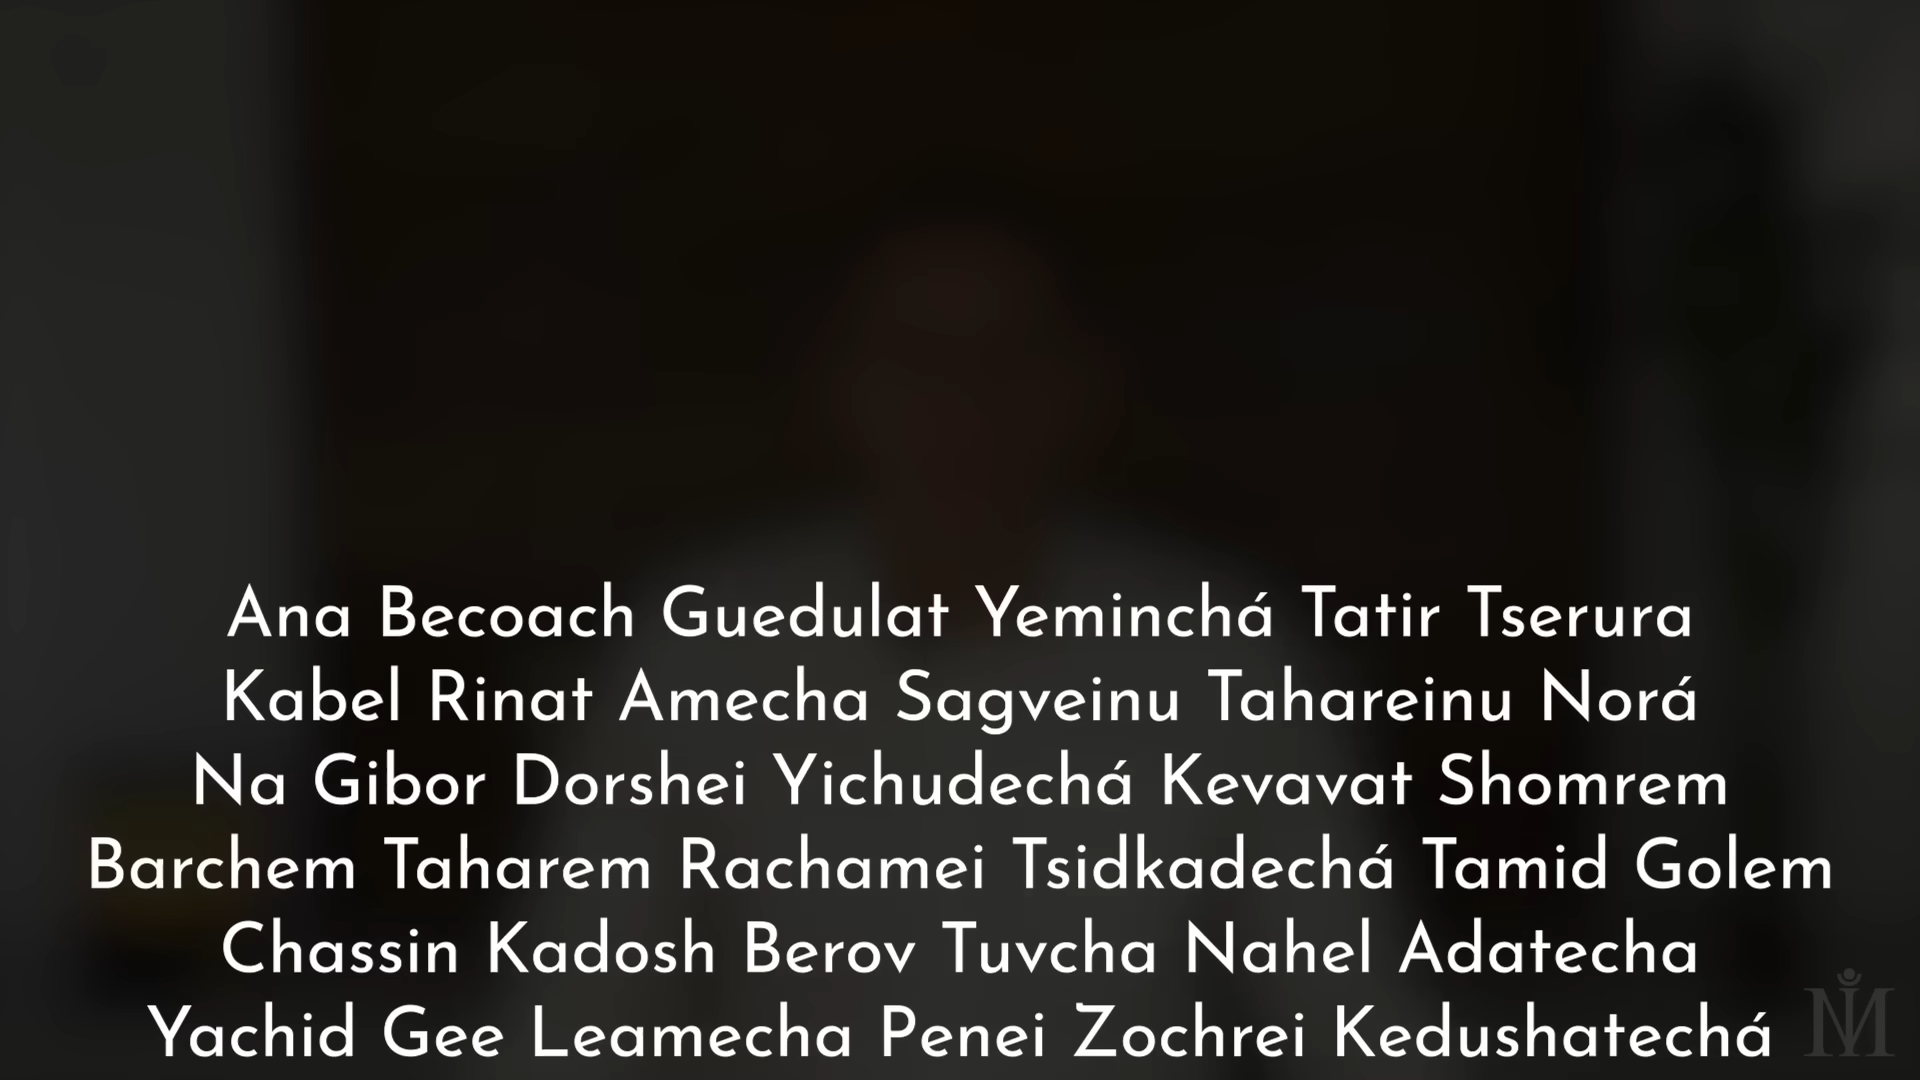 Ana Becoach Guedulat Yeminchá Tatir Tserura
Kabel Rinat Amecha Sagveinu Tahareinu Norá
Na Gibor Dorshei Yichudechá Kevavat Shomrem
Barchem Taharem Rachamei Tsidkadechá Tamid Golem
Chassin Kadosh Berov Tuvcha Nahel Adatecha
Yachid Gee Leamecha Penei Zochrei Kedushatechá